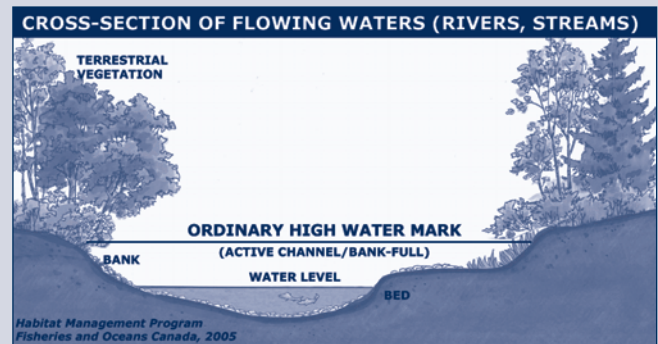 CROSS-SECTION OF FLOWING WATERS (RIVERS, STREAMS)
TERRESTRIAL
VEGETATION
ORDINARY HIGH WATER MARK
(ACTIVE CHANNEL/BANK-FULL)
BANK
WATER LEVEL
BED
Habitat Management Program
Fisheries and Oceans Canada, 2005